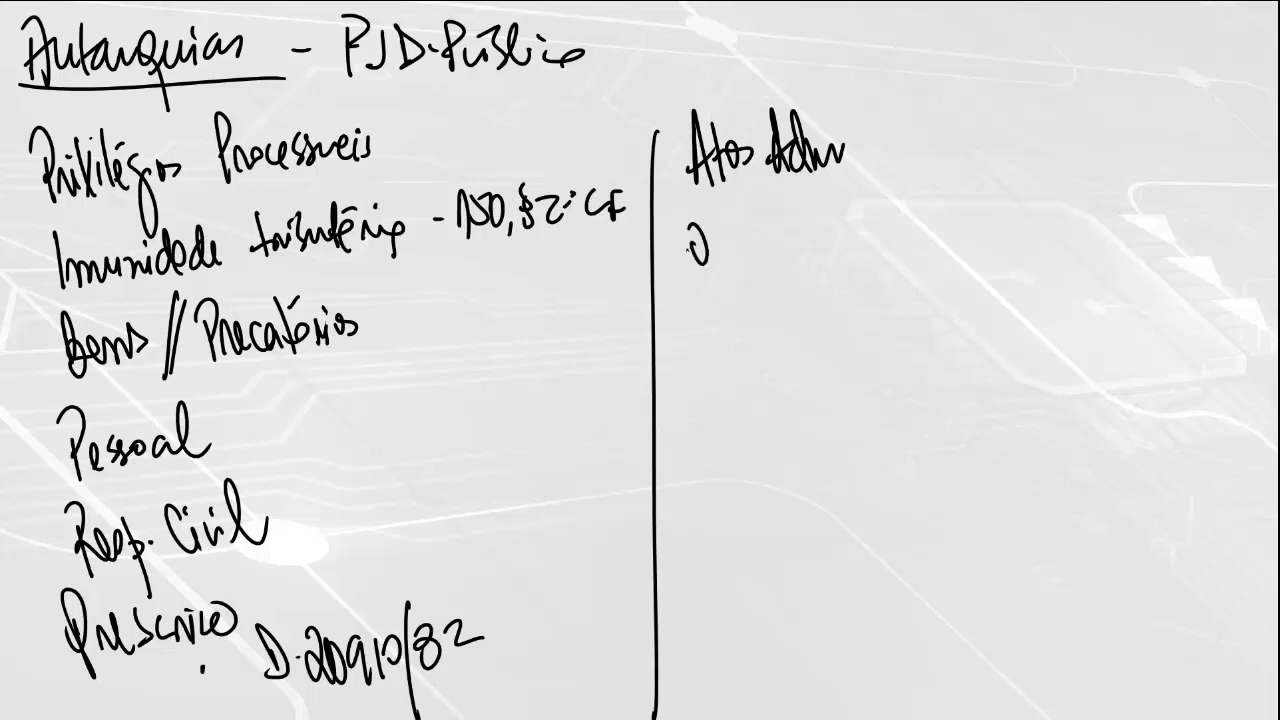 Autarquias - PJD.Público
Privilégios Processuais
Imunidade tributária - 150, §2º CF
Bens // Precatórios
Pessoal
Resp. Civil
Prescrição
D. 20910/32
Atos Adm